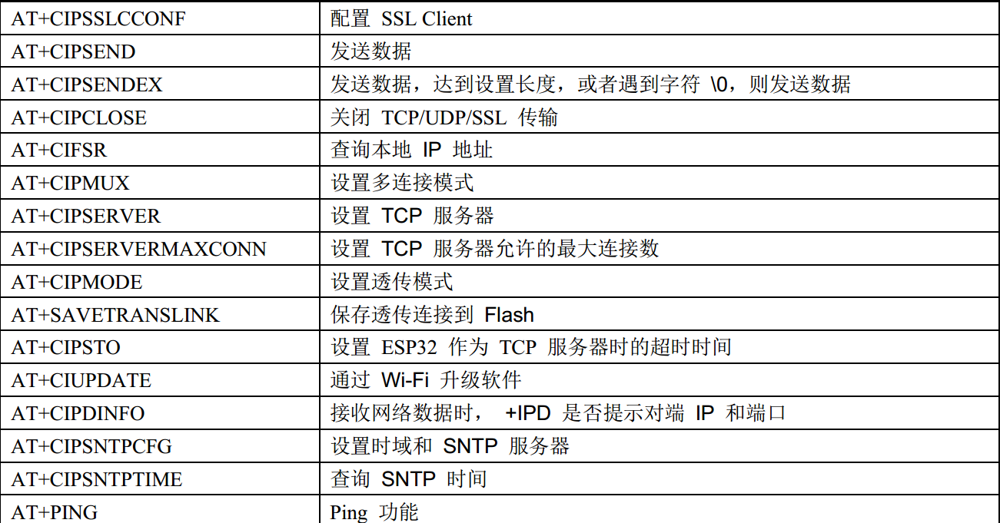 AT+CIPSSLCCONF 配置 SSL Client
AT+CIPSEND 发送数据
AT+CIPSENDEX 发送数据，达到设置长度，或者遇到字符 \0，则发送数据
AT+CIPCLOSE 关闭 TCP/UDP/SSL 传输
AT+CIFSR 查询本地 IP 地址
AT+CIPMUX 设置多连接模式
AT+CIPSERVER 设置 TCP 服务器
AT+CIPSERVERMAXCONN 设置 TCP 服务器允许的最大连接数
AT+CIPMODE 设置透传模式
AT+SAVETRANSLINK 保存透传连接到 Flash
AT+CIPSTO 设置 ESP32 作为 TCP 服务器时的超时时间
AT+CIUPDATE 通过 Wi-Fi 升级软件
AT+CIPDINFO 接收网络数据时， +IPD 是否提示对端 IP 和端口
AT+CIPSNTPCFG 设置时域和 SNTP 服务器
AT+CIPSNTPTIME 查询 SNTP 时间
AT+PING Ping 功能